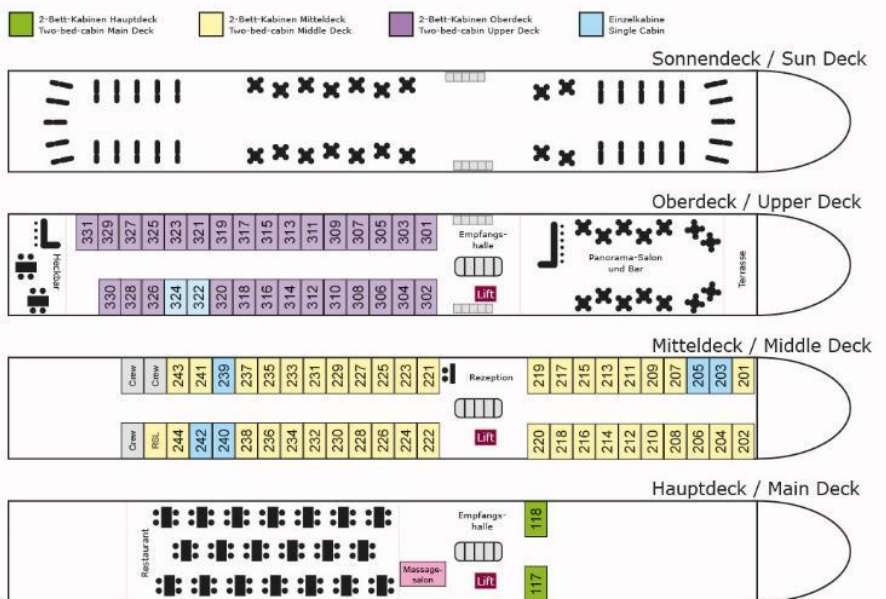 2-Bett-Kabinen Hauptdeck
Two-bed-cabin Main Deck
2-Bett-Kabinen Mitteldeck
Two-bed-cabin Middle Deck
2-Bett-Kabinen Oberdeck
Two-bed-cabin Upper Deck
Einzelkabine
Single Cabin
Sonnendeck / Sun Deck
Oberdeck / Upper Deck
Heckbar
331 329 327 325 323 321 319 317 315 313 311 309 307 305 303 301
330 328 326 324 322 320 318 316 314 312 310 308 306 304 302
Empfangs-
halle
Lift
Panorama-Salon
und Bar
Terrasse
Mitteldeck / Middle Deck
Crew Crew 243 241 239 237 235 233 231 229 227 225 223 221
Rezeption
219 217 215 213 211 209 207 205 203 201
Crew RSL 244 242 240 238 236 234 232 230 228 226 224 222
Lift
220 218 216 214 212 210 208 206 204 202
Hauptdeck / Main Deck
Restaurant
Massage-
salon
Empfangs-
halle
Lift
118
117